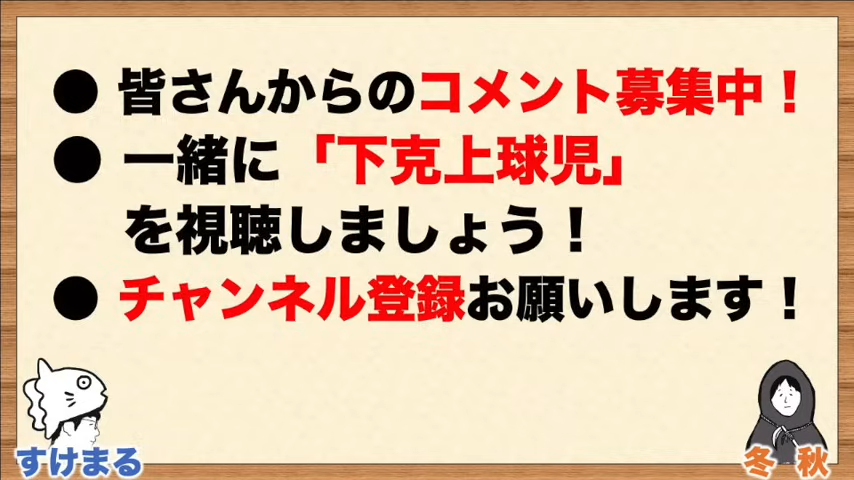 ● 皆さんからのコメント募集中！
● 一緒に「下克上球児」
を視聴しましょう！
● チャンネル登録お願いします！
すけまる
冬 秋